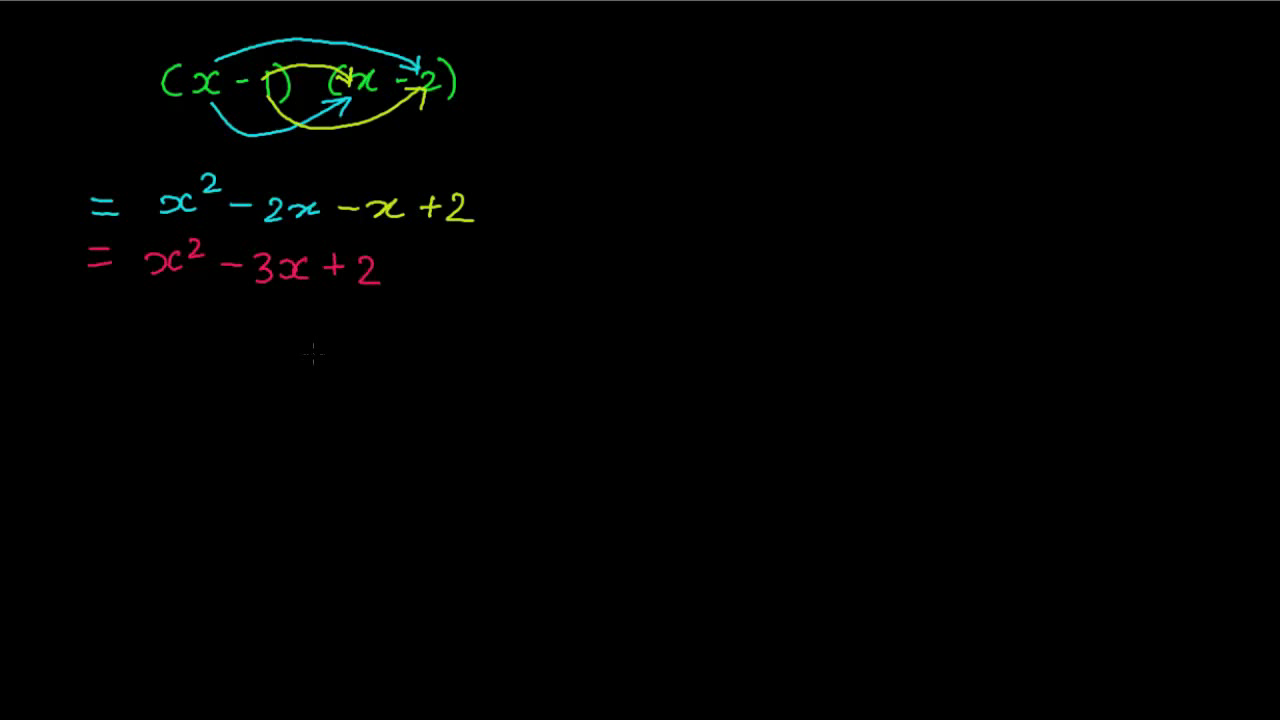 (x - 1) (x - 2)
= x² - 2x - x + 2
= x² - 3x + 2